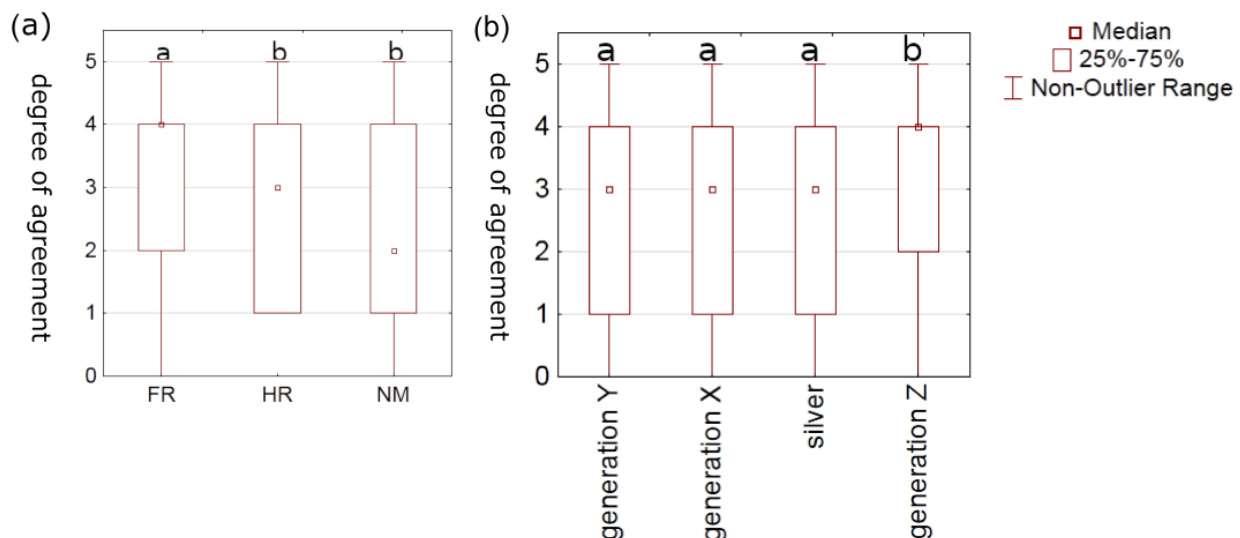 (a)
a b b
degree of agreement
5
4
3
2
1
0
FR HR NM
(b)
a a a b
degree of agreement
5
4
3
2
1
0
generation Y
generation X
silver
generation Z
Median
25%-75%
Non-Outlier Range